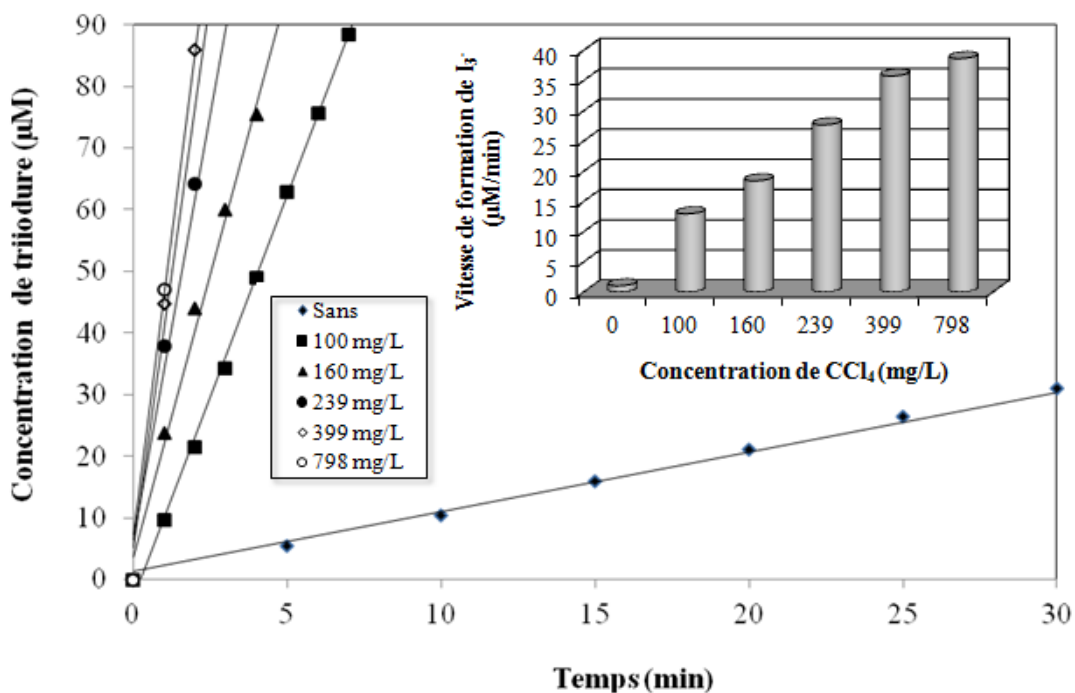 Concentration de triiodure (µM)
90
80
70
60
50
40
30
20
10
0
0 5 10 15 20 25 30
Temps (min)
Sans
100 mg/L
160 mg/L
239 mg/L
399 mg/L
798 mg/L
Vitesse de formation de I₃⁻
(µM/min)
40
35
30
25
20
15
10
5
0
0 100 160 239 399 798
Concentration de CCl₄ (mg/L)